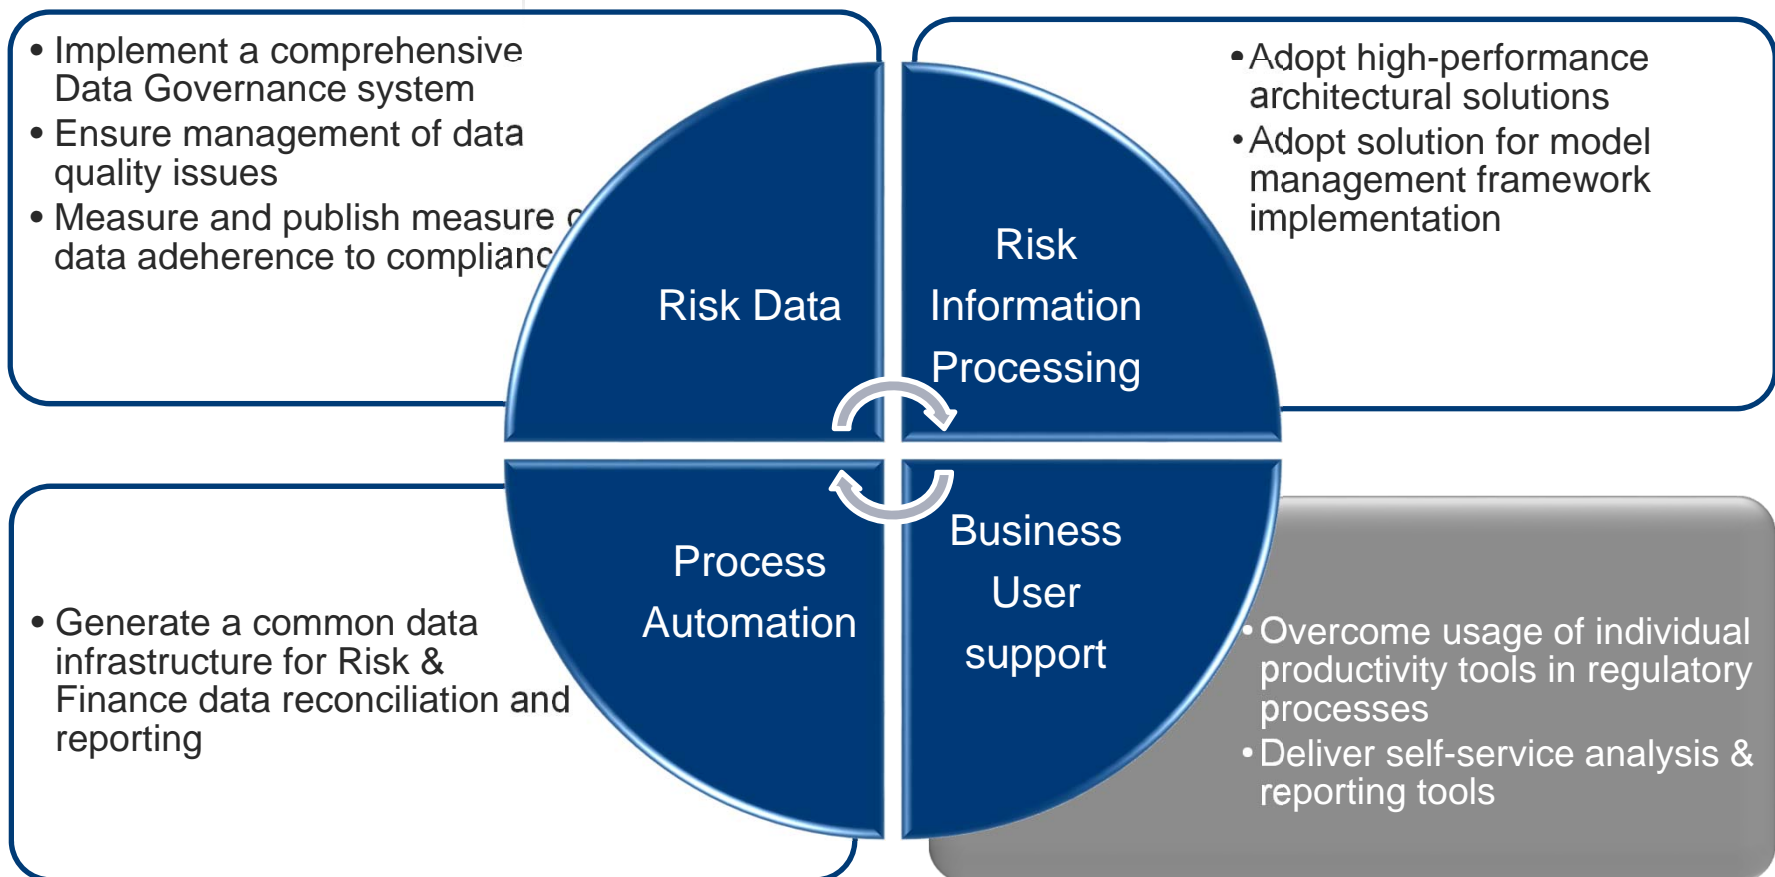 • Implement a comprehensive
Data Governance system
• Ensure management of data
quality issues
• Measure and publish measure
data adeherence to complianc
Risk Data
• Adopt high-performance
architectural solutions
• Adopt solution for model
management framework
implementation
Risk
Information
Processing
• Generate a common data
infrastructure for Risk &
Finance data reconciliation and
reporting
Process
Automation
Business
User
support
• Overcome usage of individual
productivity tools in regulatory
processes
• Deliver self-service analysis &
reporting tools